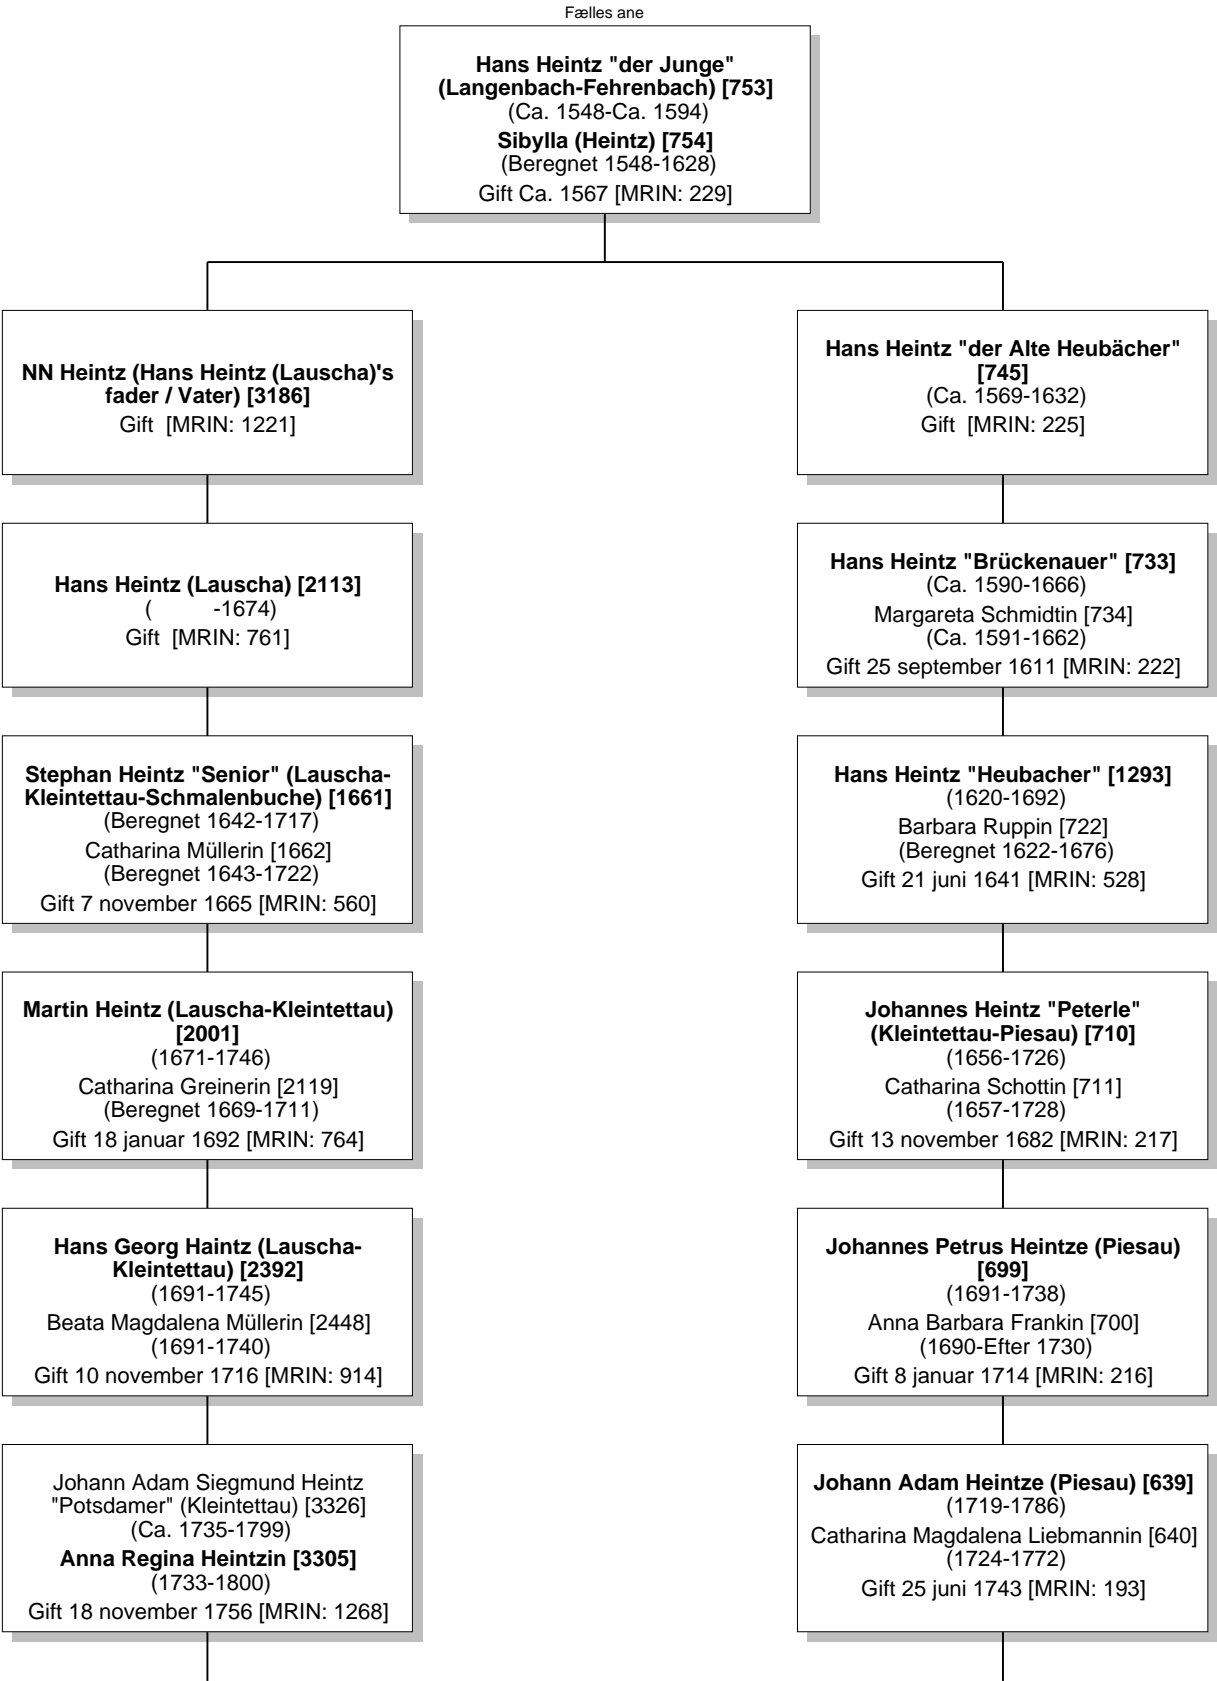 Fælles ane
Hans Heintz "der Junge"
(Langenbach-Fehrenbach) [753]
(Ca. 1548-Ca. 1594)
Sibylla (Heintz) [754]
(Beregnet 1548-1628)
Gift Ca. 1567 [MRIN: 229]
NN Heintz (Hans Heintz (Lauscha)'s
fader / Vater) [3186]
Gift  [MRIN: 1221]
Hans Heintz "der Alte Heubächer"
[745]
(Ca. 1569-1632)
Gift  [MRIN: 225]
Hans Heintz (Lauscha) [2113]
(          -1674)
Gift  [MRIN: 761]
Hans Heintz "Brückenauer" [733]
(Ca. 1590-1666)
Margareta Schmidtin [734]
(Ca. 1591-1662)
Gift 25 september 1611 [MRIN: 222]
Stephan Heintz "Senior" (Lauscha-
Kleintettau-Schmalenbuche) [1661]
(Beregnet 1642-1717)
Catharina Müllerin [1662]
(Beregnet 1643-1722)
Gift 7 november 1665 [MRIN: 560]
Hans Heintz "Heubacher" [1293]
(1620-1692)
Barbara Ruppin [722]
(Beregnet 1622-1676)
Gift 21 juni 1641 [MRIN: 528]
Martin Heintz (Lauscha-Kleintettau)
[2001]
(1671-1746)
Catharina Greinerin [2119]
(Beregnet 1669-1711)
Gift 18 januar 1692 [MRIN: 764]
Johannes Heintz "Peterle"
(Kleintettau-Piesau) [710]
(1656-1726)
Catharina Schottin [711]
(1657-1728)
Gift 13 november 1682 [MRIN: 217]
Hans Georg Haintz (Lauscha-
Kleintettau) [2392]
(1691-1745)
Beata Magdalena Müllerin [2448]
(1691-1740)
Gift 10 november 1716 [MRIN: 914]
Johannes Petrus Heintze (Piesau)
[699]
(1691-1738)
Anna Barbara Frankin [700]
(1690-Efter 1730)
Gift 8 januar 1714 [MRIN: 216]
Johann Adam Siegmund Heintz
"Potsdamer" (Kleintettau) [3326]
(Ca. 1735-1799)
Anna Regina Heintzin [3305]
(1733-1800)
Gift 18 november 1756 [MRIN: 1268]
Johann Adam Heintze (Piesau) [639]
(1719-1786)
Catharina Magdalena Liebmannin [640]
(1724-1772)
Gift 25 juni 1743 [MRIN: 193]